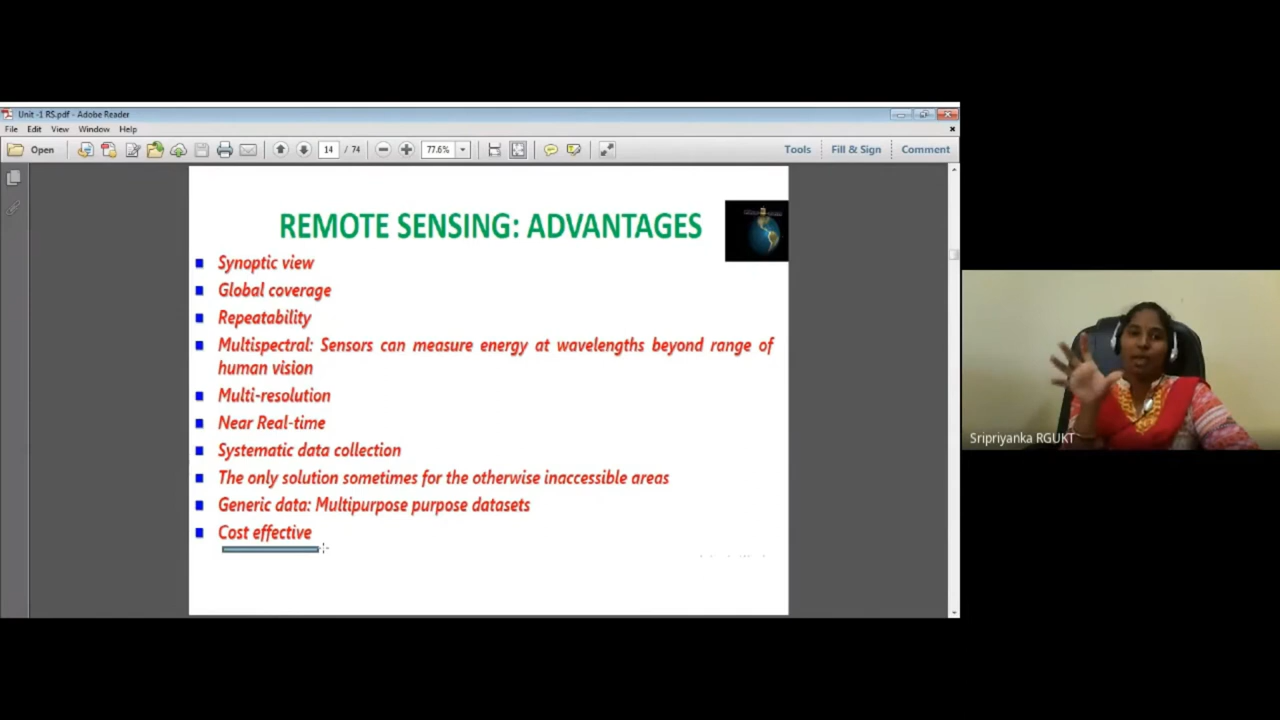 Unit -1 RS.pdf - Adobe Reader
File Edit View Window Help
Open 14 / 74 77.6% Tools Fill & Sign Comment
REMOTE SENSING: ADVANTAGES
Synoptic view
Global coverage
Repeatability
Multispectral: Sensors can measure energy at wavelengths beyond range of
human vision
Multi-resolution
Near Real-time
Systematic data collection
The only solution sometimes for the otherwise inaccessible areas
Generic data: Multipurpose purpose datasets
Cost effective
Sripriyanka RGUKT